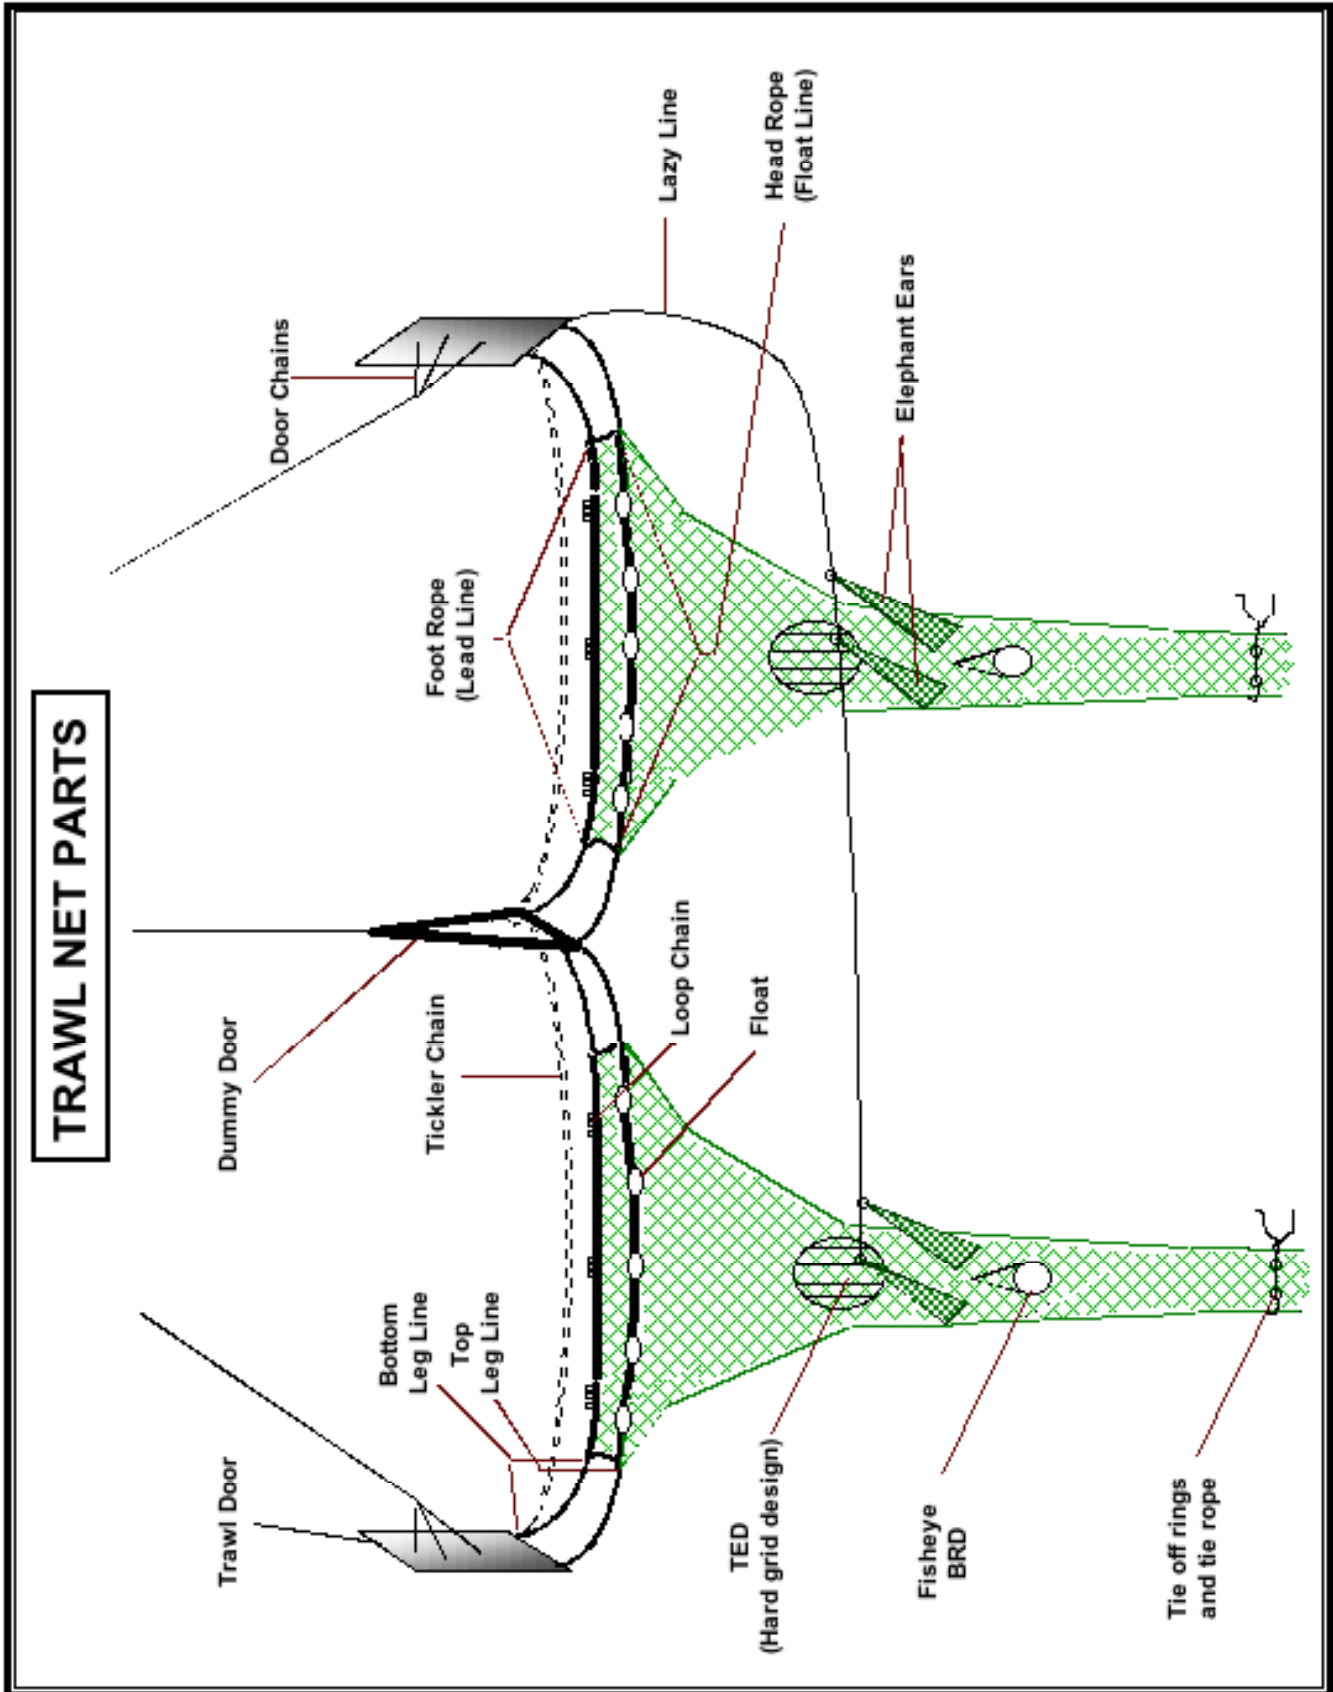 TRAWL NET PARTS
Trawl Door
Dummy Door
Door Chains
Bottom
Leg Line
Top
Leg Line
Tickler Chain
Foot Rope
(Lead Line)
Lazy Line
Loop Chain
Float
Head Rope
(Float Line)
TED
(Hard grid design)
Elephant Ears
Fisheye
BRD
Tie off rings
and tie rope